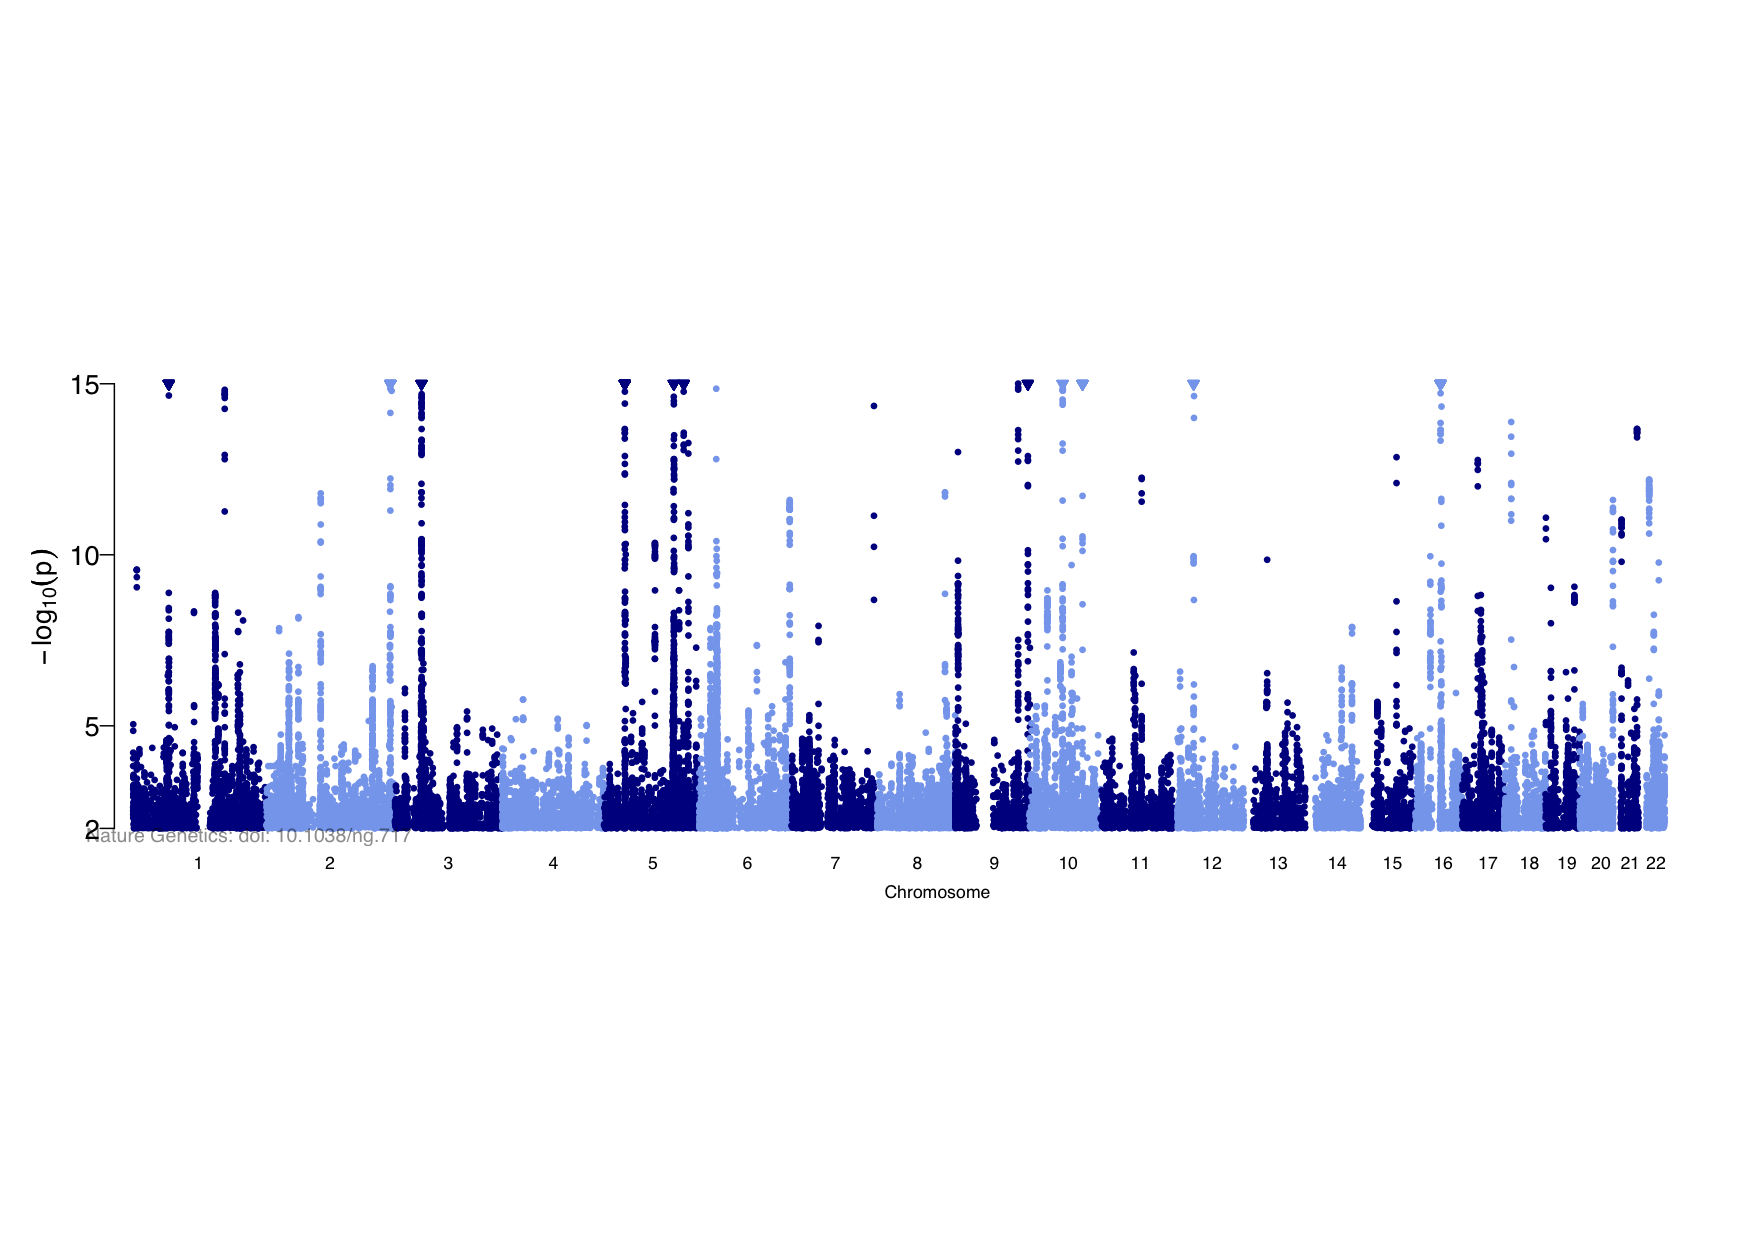 15
10
5
2
−log10(p)
Nature Genetics: doi: 10.1038/ng.717
1 2 3 4 5 6 7 8 9 10 11 12 13 14 15 16 17 18 19 20 21 22
Chromosome